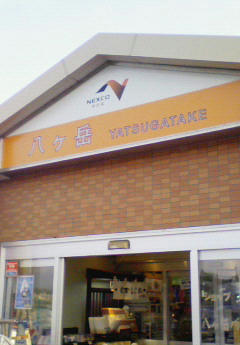 NEXCO
八ヶ岳 YATSUGATAKE